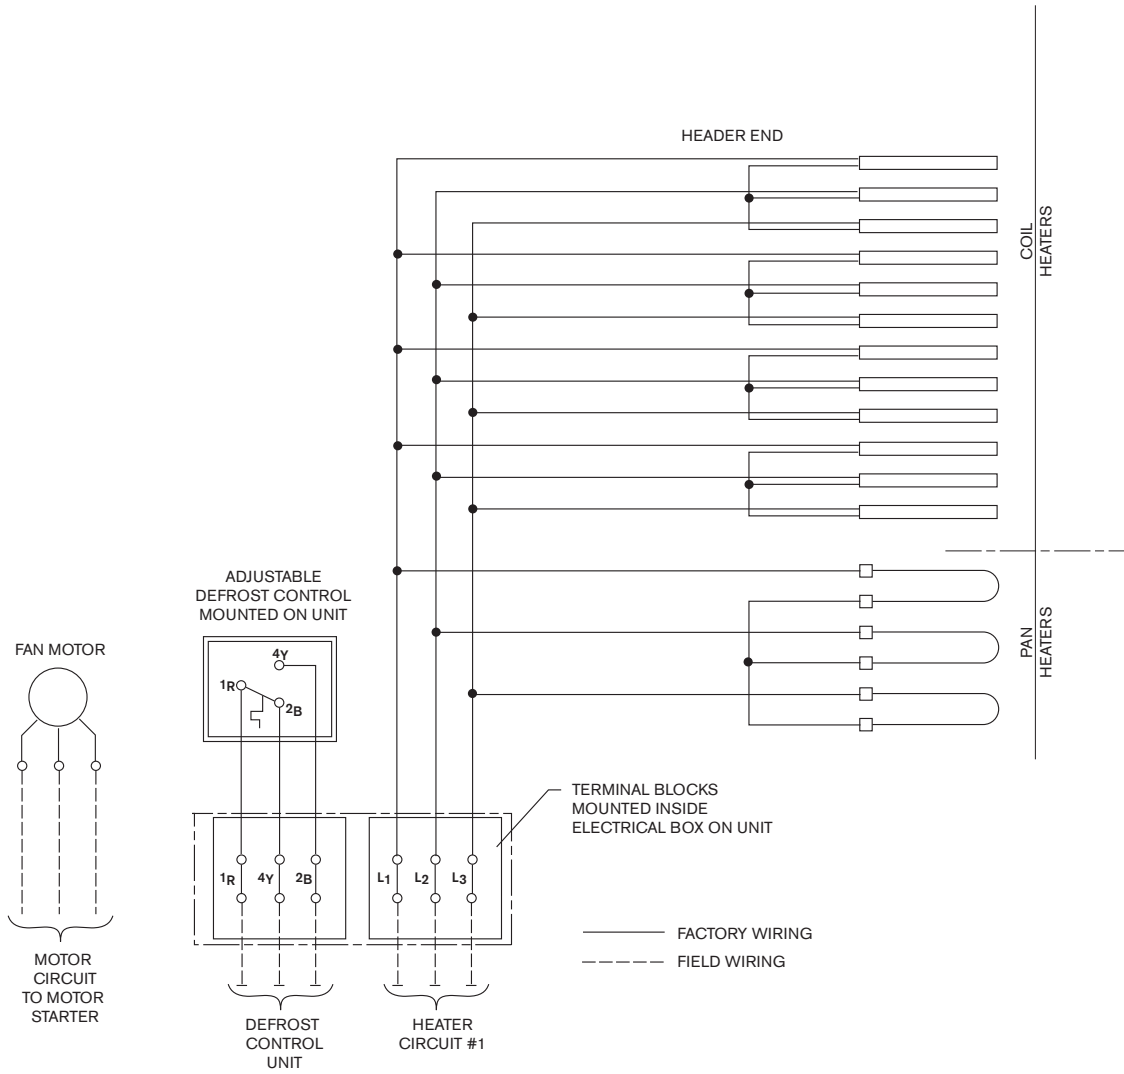 HEADER END
COIL
HEATERS
ADJUSTABLE
DEFROST CONTROL
MOUNTED ON UNIT
4Y
1R
2B
FAN MOTOR
PAN
HEATERS
TERMINAL BLOCKS
MOUNTED INSIDE
ELECTRICAL BOX ON UNIT
1R 4Y 2B L1 L2 L3
FACTORY WIRING
FIELD WIRING
MOTOR
CIRCUIT
TO MOTOR
STARTER
DEFROST
CONTROL
UNIT
HEATER
CIRCUIT #1